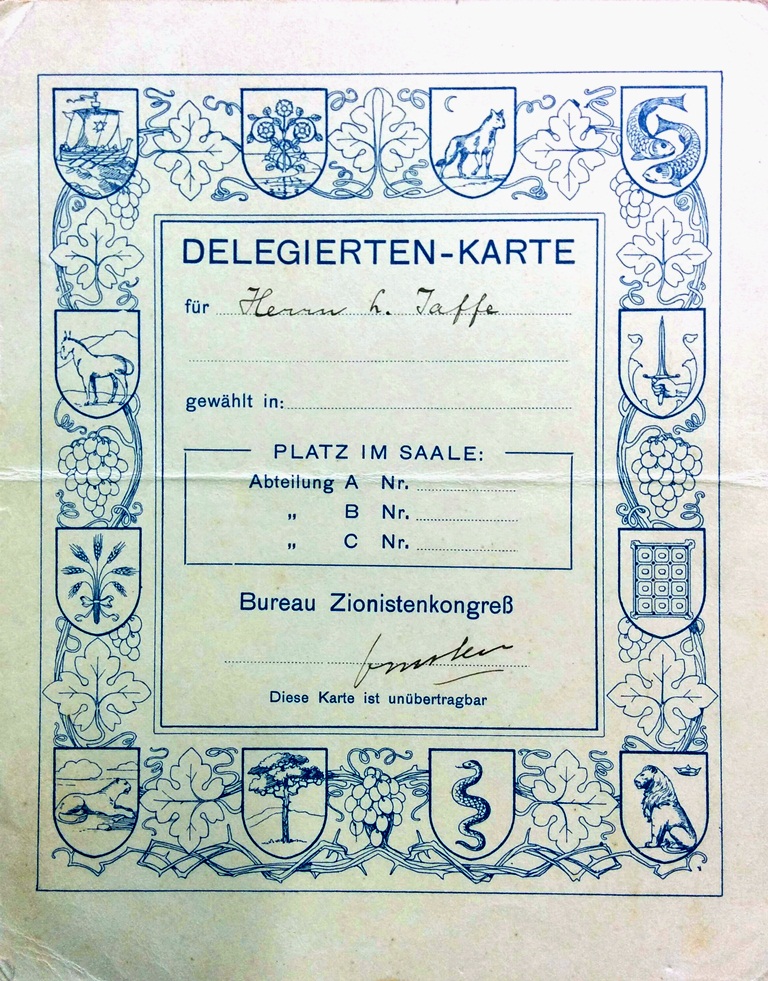 DELEGIERTEN-KARTE
für Herrn L. Jaffe
gewählt in:
PLATZ IM SAALE:
Abteilung A Nr.
„ B Nr.
„ C Nr.
Bureau Zionistenkongreß
Diese Karte ist unübertragbar